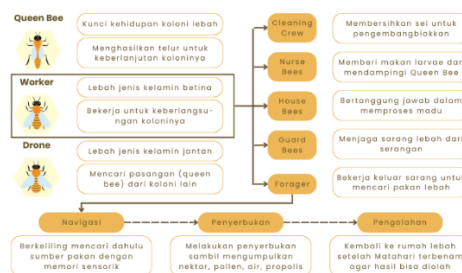 Queen Bee
Kunci kehidupan koloni lebah
Menghasilkan telur untuk
keberlanjutan koloninya
Worker
Lebah jenis kelamin betina
Bekerja untuk keberlangsu-
ngan koloninya
Drone
Lebah jenis kelamin jantan
Mencari pasangan (queen
bee) dari koloni lain
Cleaning
Crew
Membersihkan sel untuk
pengembangbiakkan
Nurse
Bees
Memberi makan larvae dan
mendampingi Queen Bee
House
Bees
Bertanggung jawab dalam
memproses madu
Guard
Bees
Menjaga sarang lebah dari
serangan
Forager
Bekerja keluar sarang untuk
mencari pakan lebah
Navigasi
Berkeliling mencari dahulu
sumber pakan dengan
memori sensorik
Penyerbukan
Melakukan penyerbukan
sambil mengumpulkan
nektar, pollen, air, propolis
Pengolahan
Kembali ke rumah lebah
setelah Matahari terbenam
agar hasil bisa diolah